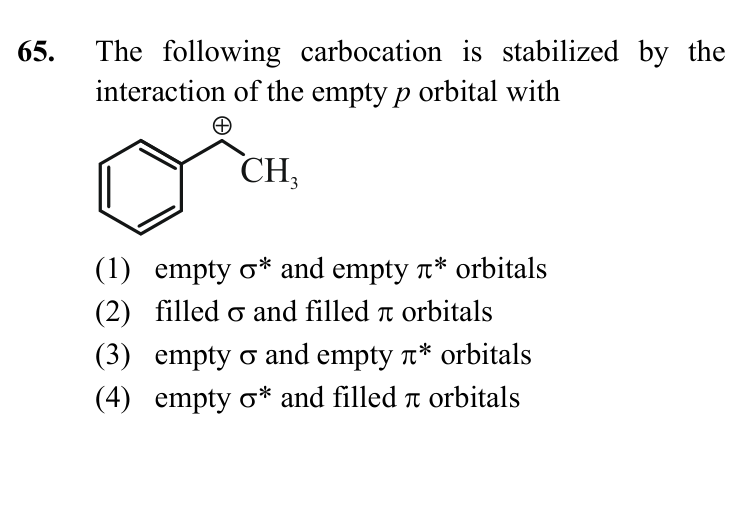 65. The following carbocation is stabilized by the
interaction of the empty p orbital with
⊕
CH₃
(1) empty σ* and empty π* orbitals
(2) filled σ and filled π orbitals
(3) empty σ and empty π* orbitals
(4) empty σ* and filled π orbitals